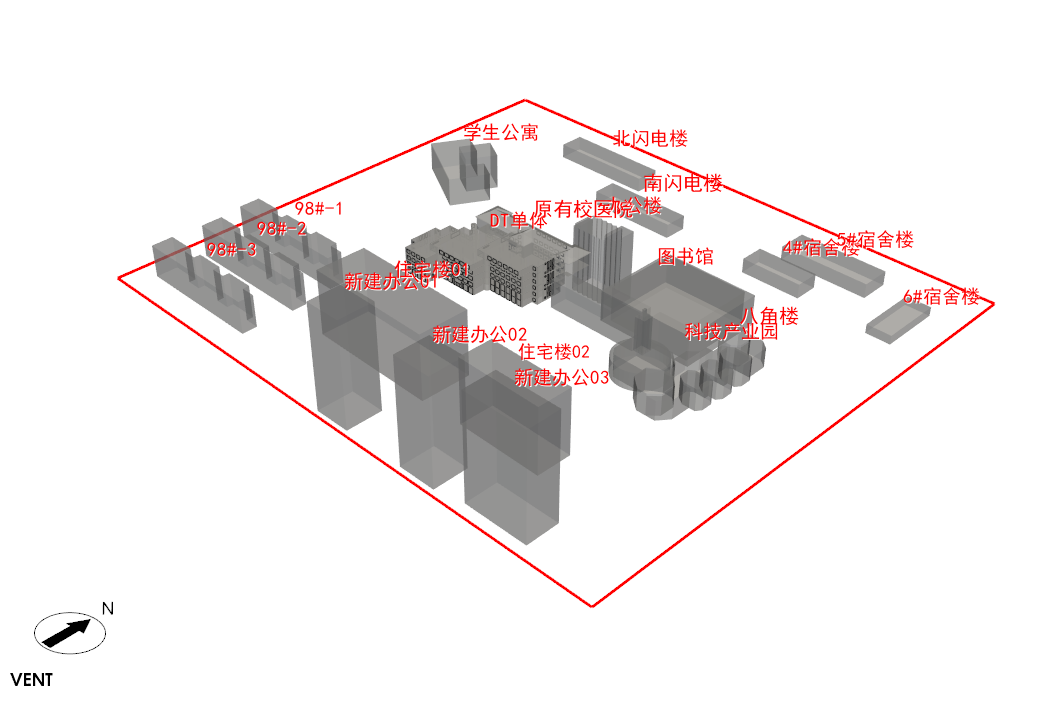 学生公寓
北闪电楼
南闪电楼
原有校医院
办公楼
98#-1
DT单体
98#-2
98#-3
5#宿舍楼
4#宿舍楼
图书馆
住宅楼01
新建办公01
6#宿舍楼
八角楼
科技产业园
新建办公02
住宅楼02
新建办公03
N
VENT